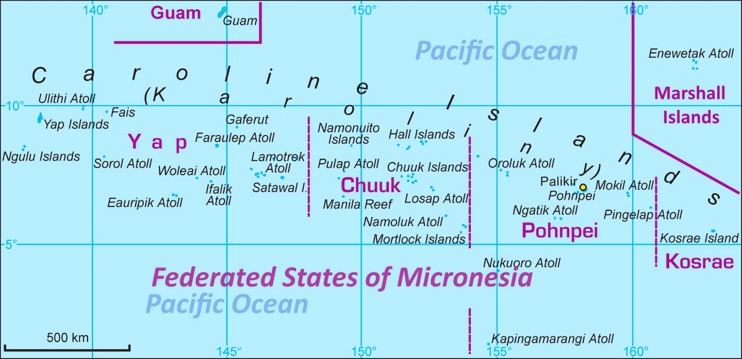 140°
145°
150°
155°
160°
Guam
Guam
Pacific Ocean
Enewetak Atoll
Marshall
Islands
Caroline Islands
(Karoliny)
Ulithi Atoll
10°
Fais
Yap Islands
Gaferut
Namonuito
Islands
Hall Islands
Yap
Faraulep Atoll
Ngulu Islands
Sorol Atoll
Woleai Atoll
Lamotrek
Atoll
Pulap Atoll
Chuuk Islands
Oroluk Atoll
Ifalik
Atoll
Satawal I.
Chuuk
Palikir
Pohnpei
Mokil Atoll
Eauripik Atoll
Manila Reef
Losap Atoll
Ngatik Atoll
Pingelap Atoll
Namoluk Atoll
Mortlock Islands
Pohnpei
Kosrae Island
5°
Kosrae
Nukuoro Atoll
Federated States of Micronesia
Pacific Ocean
500 km
Kapingamarangi Atoll
140°
145°
150°
155°
160°